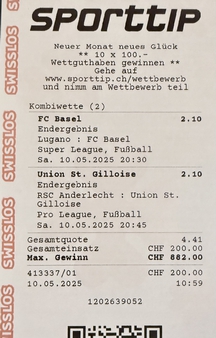 sporttip
Neuer Monat neues Glück
** 10 x 100.-
Wettguthaben gewinnen **
Gehe auf
www.sporttip.ch/wettbewerb
und nimm am Wettbewerb teil
Kombiwette (2)
FC Basel 2.10
Endergebnis
Lugano : FC Basel
Super League, Fußball
Sa. 10.05.2025 20:30
Union St. Gilloise 2.10
Endergebnis
RSC Anderlecht : Union St.
Gilloise
Pro League, Fußball
Sa. 10.05.2025 20:45
Gesamtquote 4.41
Gesamteinsatz CHF 200.00
Max. Gewinn CHF 882.00
413337/01 CHF 200.00
10.05.2025 10:59
1202639052
SWISSLOS
SWISSLOS
SWISSLOS
SWISSLOS